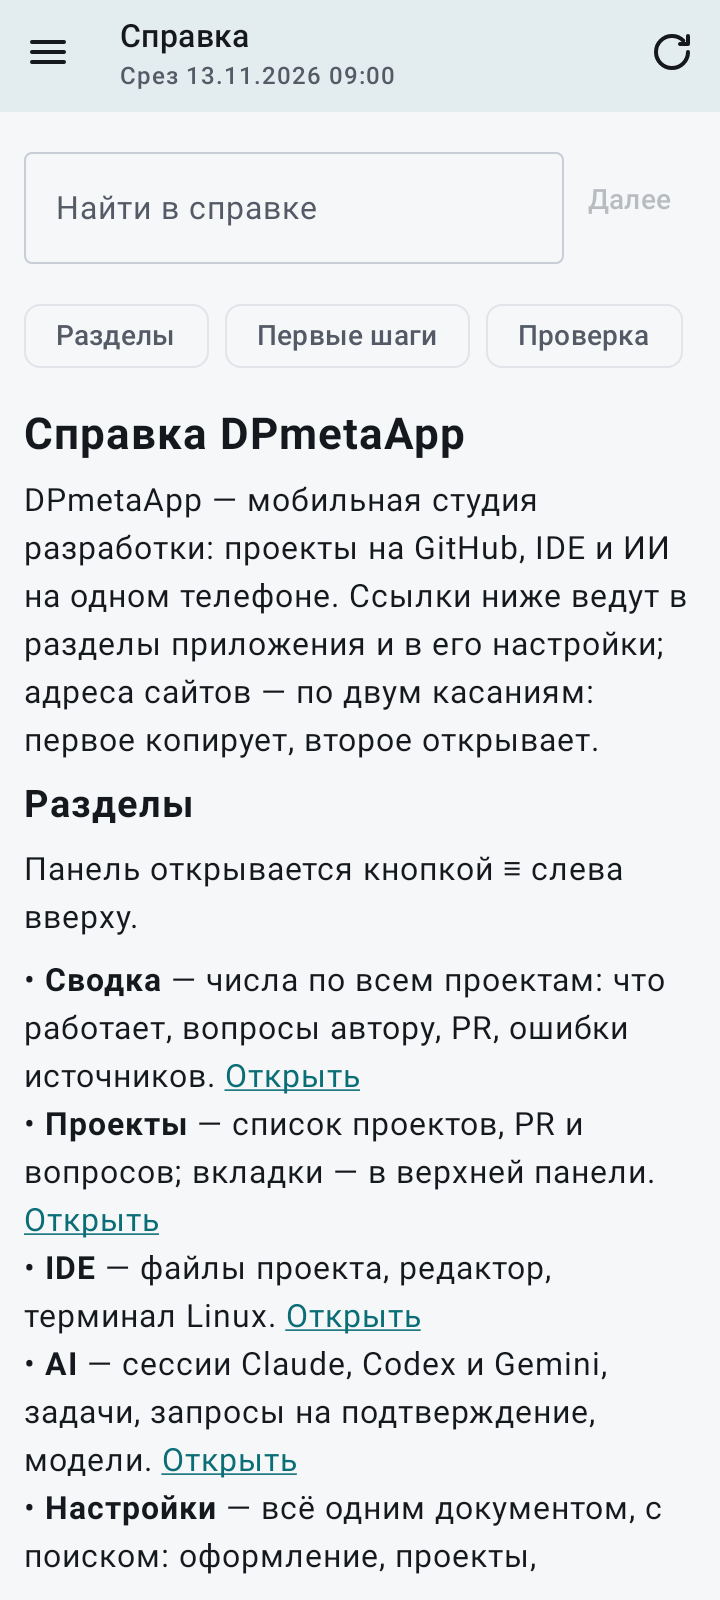 Справка
Срез 13.11.2026 09:00
Найти в справке
Далее
Разделы
Первые шаги
Проверка
Справка DPmetaApp
DPmetaApp — мобильная студия
разработки: проекты на GitHub, IDE и ИИ
на одном телефоне. Ссылки ниже ведут в
разделы приложения и в его настройки;
адреса сайтов — по двум касаниям:
первое копирует, второе открывает.
Разделы
Панель открывается кнопкой ≡ слева
вверху.
• Сводка — числа по всем проектам: что
работает, вопросы автору, PR, ошибки
источников. Открыть
• Проекты — список проектов, PR и
вопросов; вкладки — в верхней панели.
Открыть
• IDE — файлы проекта, редактор,
терминал Linux. Открыть
• AI — сессии Claude, Codex и Gemini,
задачи, запросы на подтверждение,
модели. Открыть
• Настройки — всё одним документом, с
поиском: оформление, проекты,